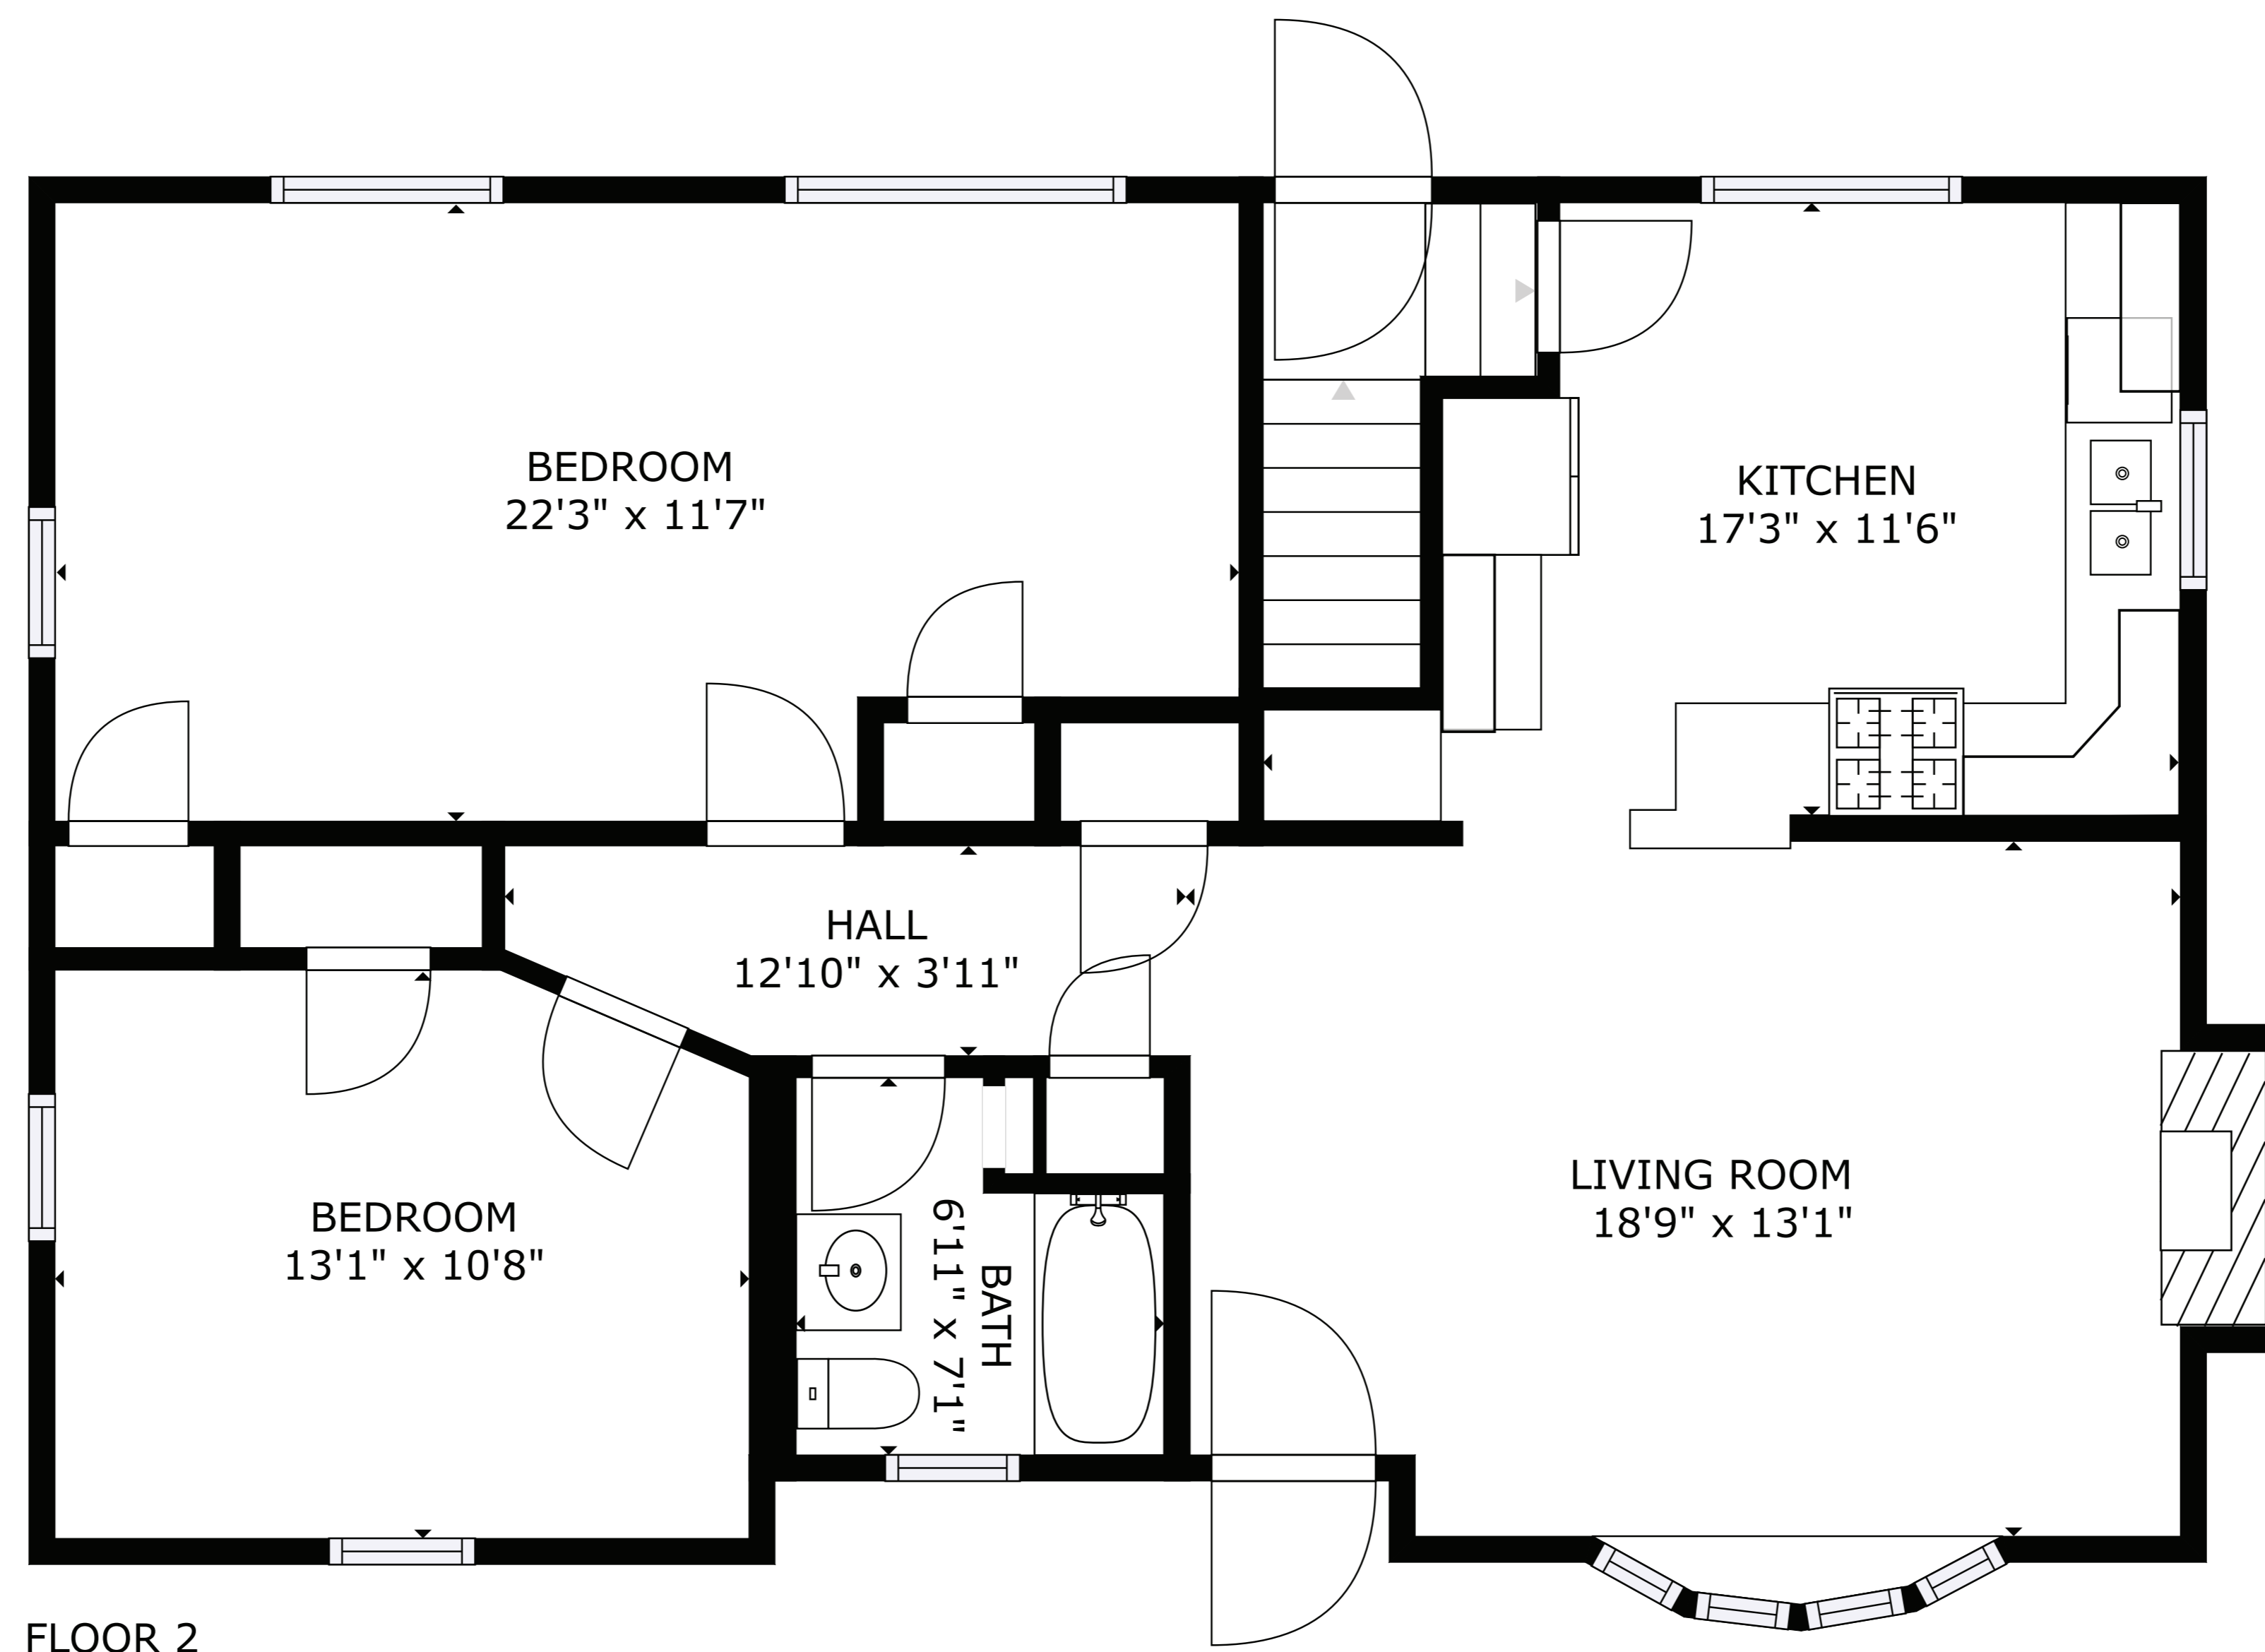 BEDROOM
22'3" x 11'7"
KITCHEN
17'3" x 11'6"
HALL
12'10" x 3'11"
BEDROOM
13'1" x 10'8"
BATH
6'11" x 7'1"
LIVING ROOM
18'9" x 13'1"
FLOOR 2